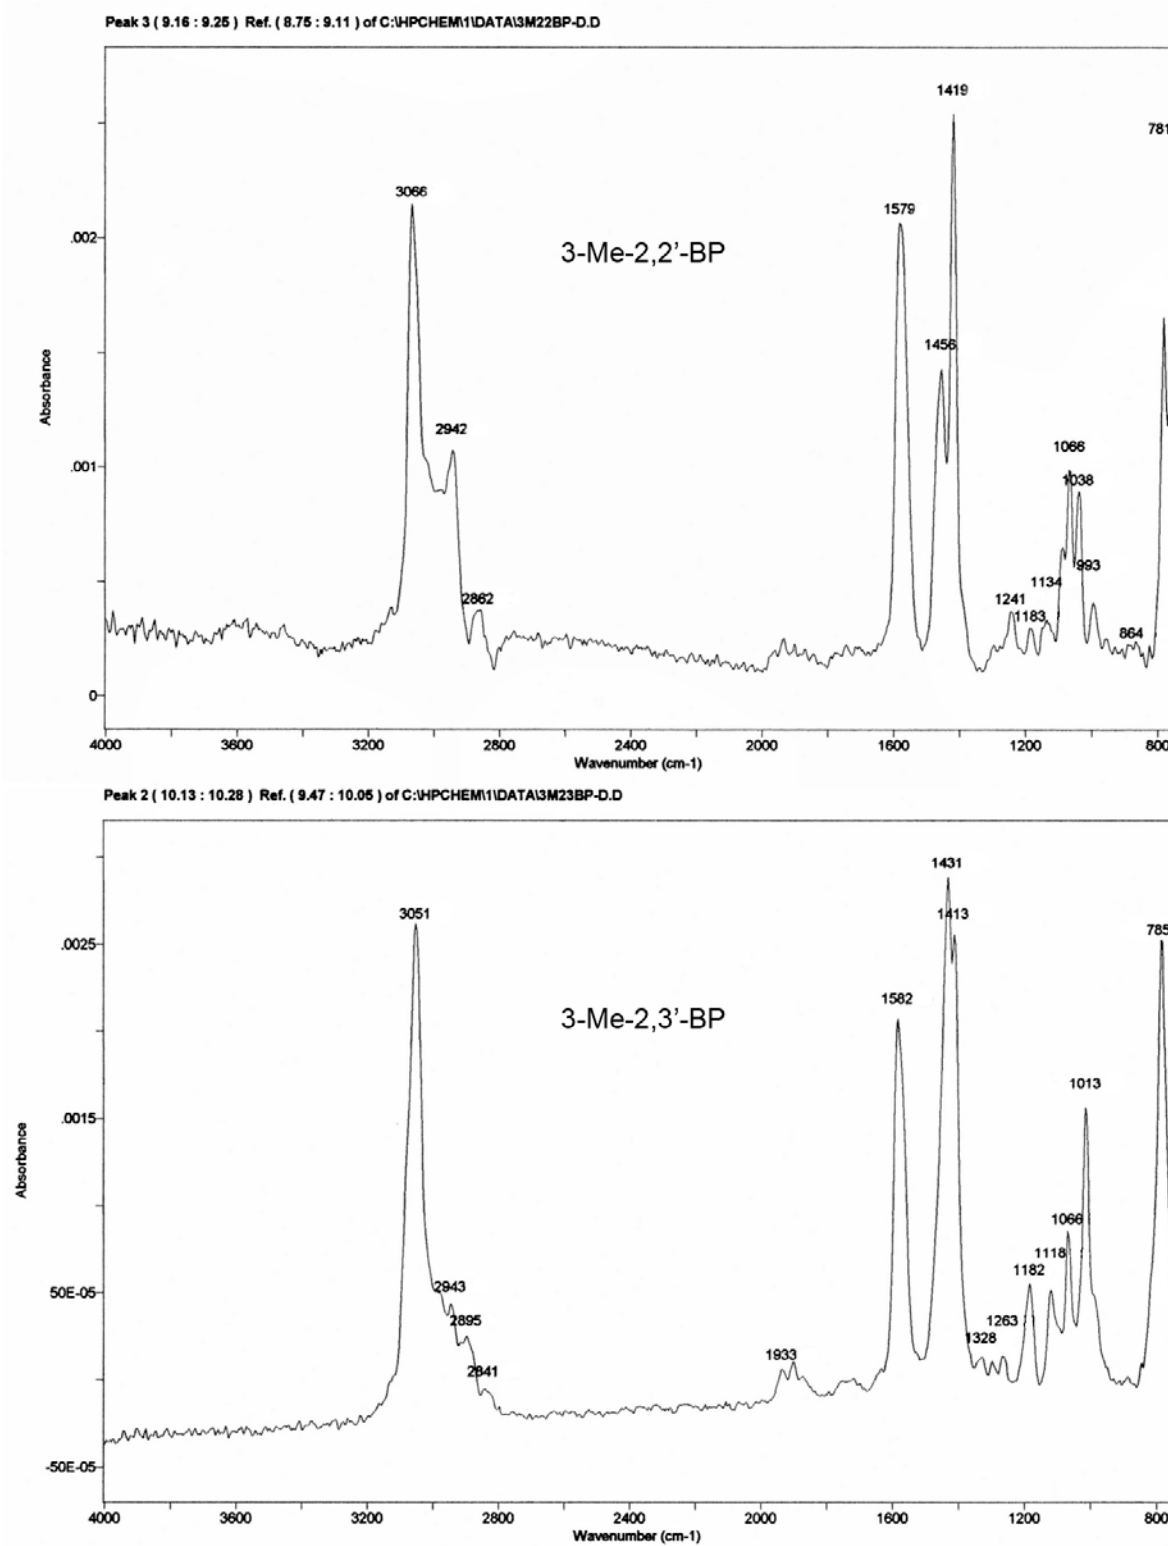 Peak 3 ( 9.16 : 9.25 ) Ref. ( 8.75 : 9.11 ) of C:\HPCHEM\1\DATA\3M22BP-D.D
1419
781
3066
1579
.002
3-Me-2,2'-BP
1456
2942
Absorbance
.001
1066
1038
993
1134
2862
1241
1183
864
0
4000 3600 3200 2800 2400 2000 1600 1200 800
Wavenumber (cm-1)
Peak 2 ( 10.13 : 10.28 ) Ref. ( 9.47 : 10.05 ) of C:\HPCHEM\1\DATA\3M23BP-D.D
1431
3051
1413
785
.0025
1582
3-Me-2,3'-BP
1013
.0015
Absorbance
1066
1118
1182
50E-05
2943
2895
1263
1328
2841
1933
-50E-05
4000 3600 3200 2800 2400 2000 1600 1200 800
Wavenumber (cm-1)